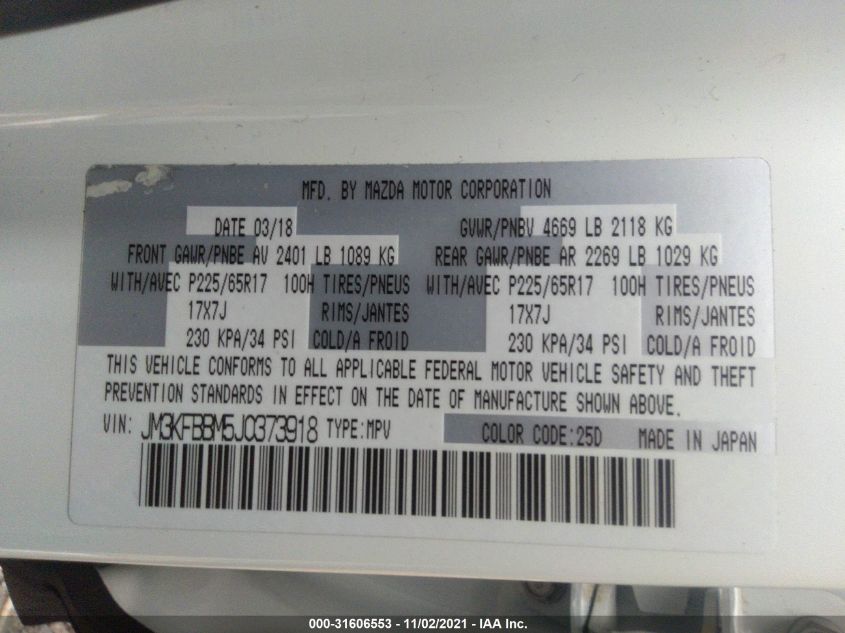 MFD. BY MAZDA MOTOR CORPORATION
DATE 03/18 GVWR/PNBV 4669 LB 2118 KG
FRONT GAWR/PNBE AV 2401 LB 1089 KG REAR GAWR/PNBE AR 2269 LB 1029 KG
WITH/AVEC P225/65R17 100H TIRES/PNEUS WITH/AVEC P225/65R17 100H TIRES/PNEUS
17X7J RIMS/JANTES 17X7J RIMS/JANTES
230 KPA/34 PSI COLD/A FROID 230 KPA/34 PSI COLD/A FROID
THIS VEHICLE CONFORMS TO ALL APPLICABLE FEDERAL MOTOR VEHICLE SAFETY AND THEFT
PREVENTION STANDARDS IN EFFECT ON THE DATE OF MANUFACTURE SHOWN ABOVE.
VIN: JM3KFBBM5J0373918 TYPE:MPV COLOR CODE:25D MADE IN JAPAN
000-31606553 - 11/02/2021 - IAA Inc.